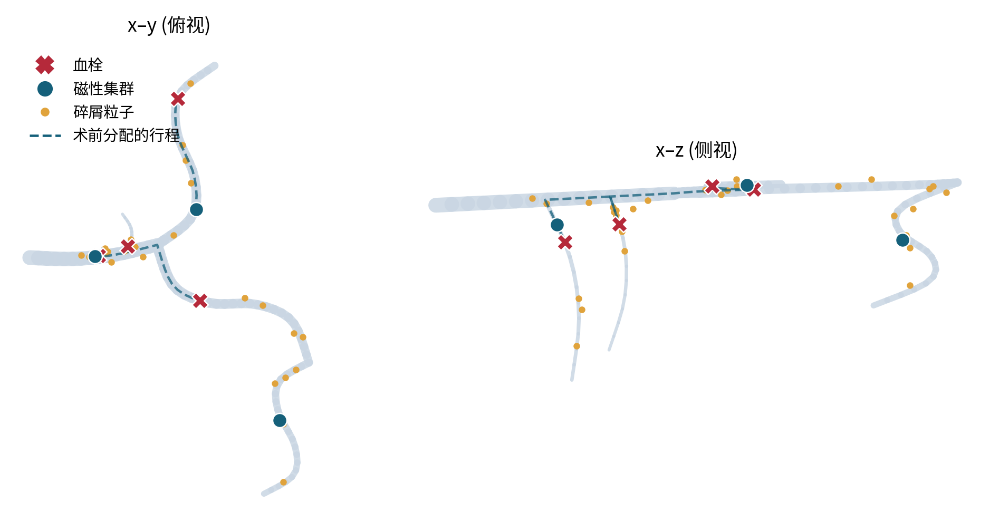 x–y (俯视)
血栓
磁性集群
碎屑粒子
术前分配的行程
x–z (侧视)